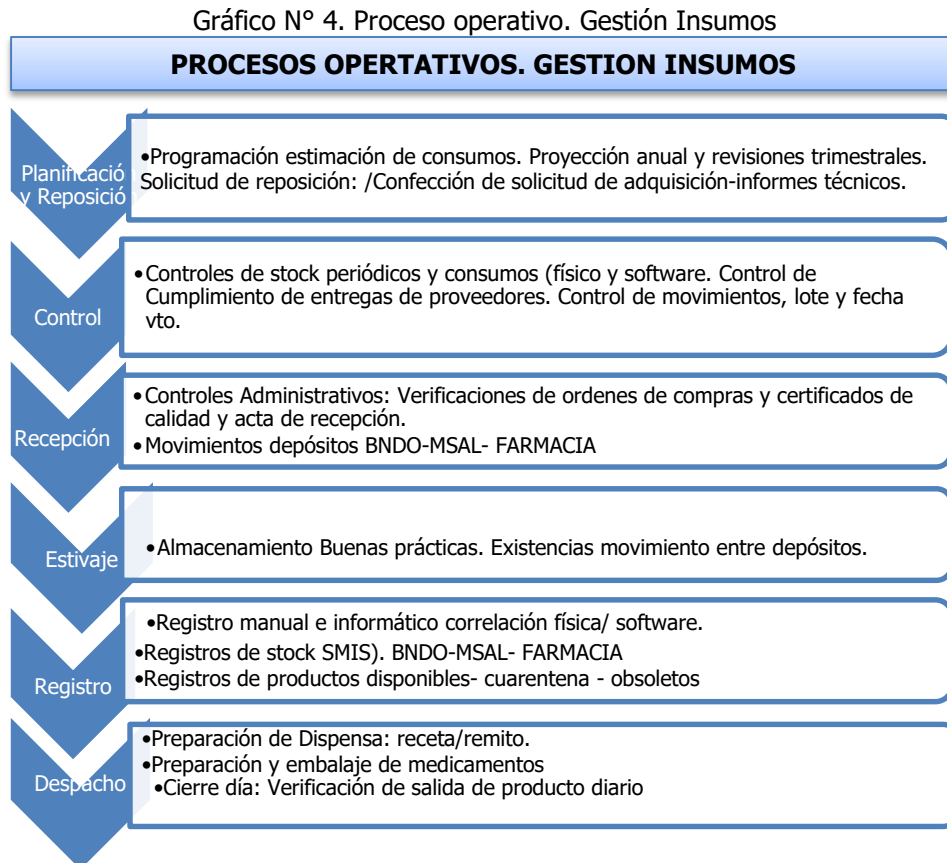 Gráfico N° 4. Proceso operativo. Gestión Insumos
PROCESOS OPERTATIVOS. GESTION INSUMOS
Planificació
y Reposició
•Programación estimación de consumos. Proyección anual y revisiones trimestrales.
Solicitud de reposición: /Confección de solicitud de adquisición-informes técnicos.
Control
•Controles de stock periódicos y consumos (físico y software. Control de
Cumplimiento de entregas de proveedores. Control de movimientos, lote y fecha
vto.
Recepción
•Controles Administrativos: Verificaciones de ordenes de compras y certificados de
calidad y acta de recepción.
•Movimientos depósitos BNDO-MSAL- FARMACIA
Estivaje
•Almacenamiento Buenas prácticas. Existencias movimiento entre depósitos.
Registro
•Registro manual e informático correlación física/ software.
•Registros de stock SMIS). BNDO-MSAL- FARMACIA
•Registros de productos disponibles- cuarentena - obsoletos
Despacho
•Preparación de Dispensa: receta/remito.
•Preparación y embalaje de medicamentos
•Cierre día: Verificación de salida de producto diario